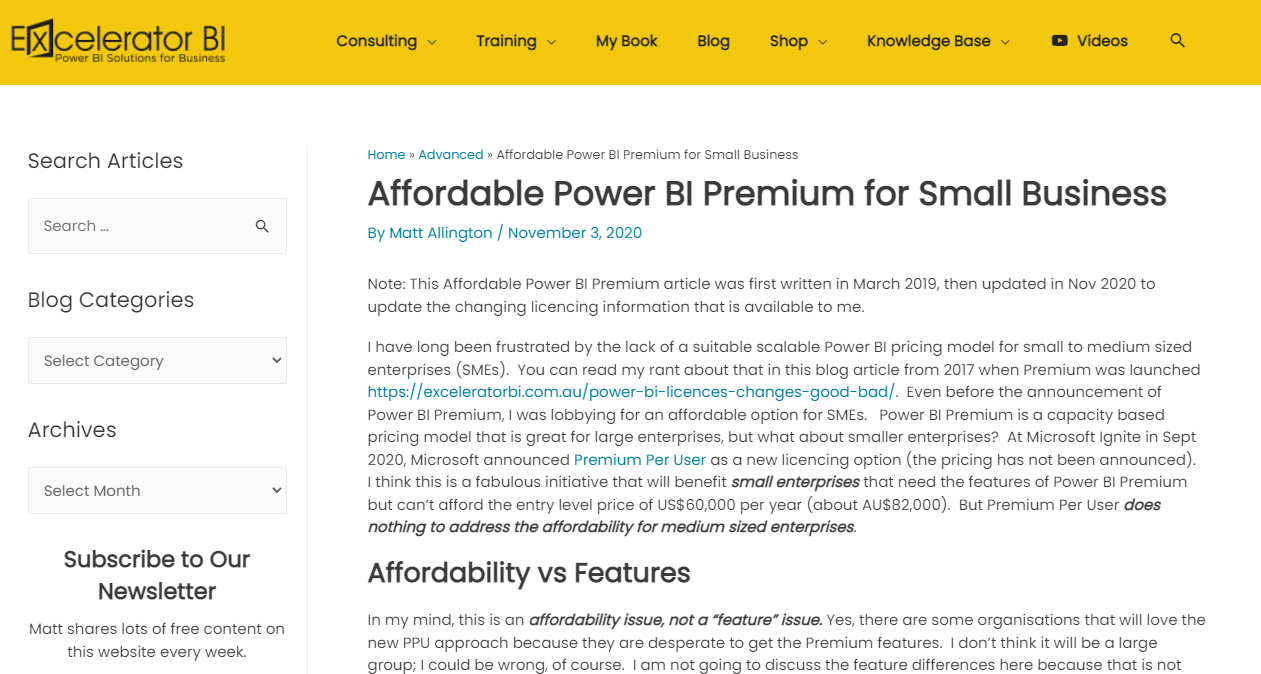 Excelerator BI
Power BI Solutions for Business
Consulting
Training
My Book
Blog
Shop
Knowledge Base
Videos
Search Articles
Search ...
Blog Categories
Select Category
Archives
Select Month
Subscribe to Our
Newsletter
Matt shares lots of free content on
this website every week.
Home » Advanced » Affordable Power BI Premium for Small Business
Affordable Power BI Premium for Small Business
By Matt Allington / November 3, 2020
Note: This Affordable Power BI Premium article was first written in March 2019, then updated in Nov 2020 to
update the changing licencing information that is available to me.
I have long been frustrated by the lack of a suitable scalable Power BI pricing model for small to medium sized
enterprises (SMEs).  You can read my rant about that in this blog article from 2017 when Premium was launched
https://exceleratorbi.com.au/power-bi-licences-changes-good-bad/.  Even before the announcement of
Power BI Premium, I was lobbying for an affordable option for SMEs.   Power BI Premium is a capacity based
pricing model that is great for large enterprises, but what about smaller enterprises?  At Microsoft Ignite in Sept
2020, Microsoft announced Premium Per User as a new licencing option (the pricing has not been announced).
I think this is a fabulous initiative that will benefit small enterprises that need the features of Power BI Premium
but can’t afford the entry level price of US$60,000 per year (about AU$82,000).  But Premium Per User does
nothing to address the affordability for medium sized enterprises.
Affordability vs Features
In my mind, this is an affordability issue, not a “feature” issue. Yes, there are some organisations that will love the
new PPU approach because they are desperate to get the Premium features.  I don’t think it will be a large
group; I could be wrong, of course.  I am not going to discuss the feature differences here because that is not